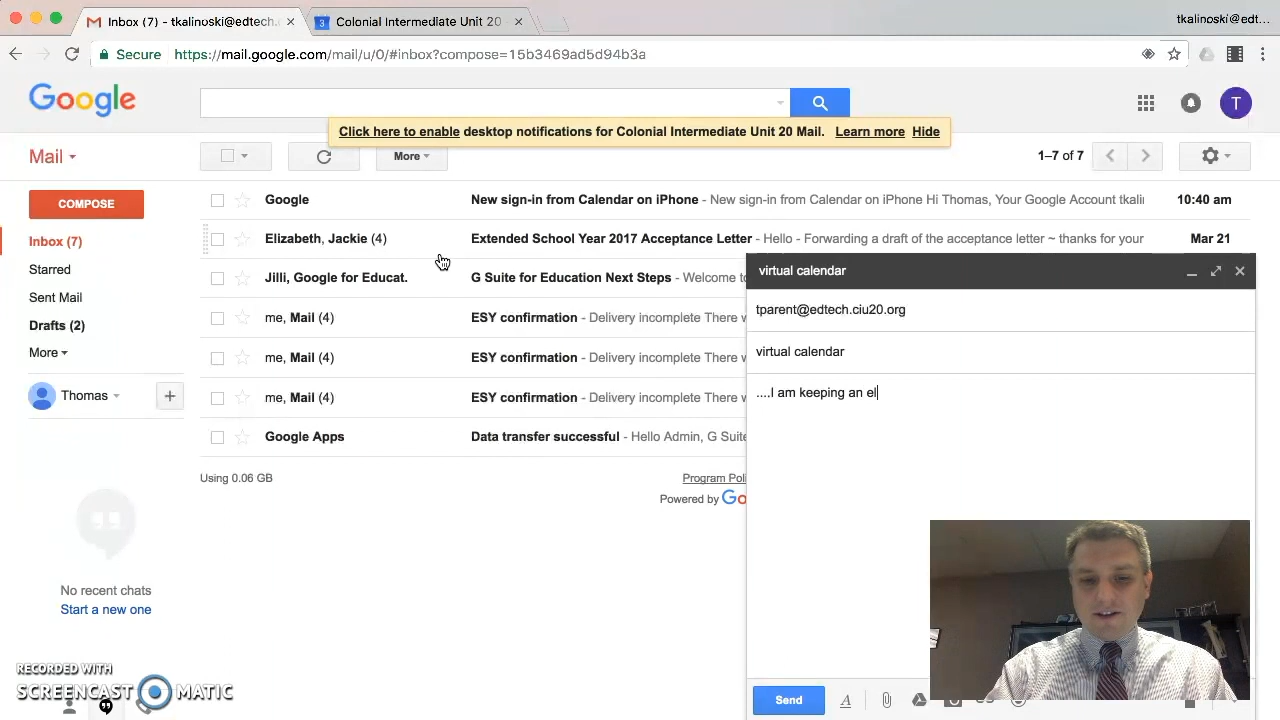 Inbox (7) - tkalinoski@edtech.c
Colonial Intermediate Unit 20 -
tkalinoski@edt...
Secure https://mail.google.com/mail/u/0/#inbox?compose=15b3469ad5d94b3a
Google
T
Click here to enable desktop notifications for Colonial Intermediate Unit 20 Mail. Learn more Hide
Mail
More
1–7 of 7
COMPOSE
Inbox (7)
Starred
Sent Mail
Drafts (2)
More
Thomas
Google New sign-in from Calendar on iPhone - New sign-in from Calendar on iPhone Hi Thomas, Your Google Account tkalii 10:40 am
Elizabeth, Jackie (4) Extended School Year 2017 Acceptance Letter - Hello - Forwarding a draft of the acceptance letter ~ thanks for your Mar 21
Jilli, Google for Educat. G Suite for Education Next Steps - Welcome to
me, Mail (4) ESY confirmation - Delivery incomplete There w
me, Mail (4) ESY confirmation - Delivery incomplete There w
me, Mail (4) ESY confirmation - Delivery incomplete There w
Google Apps Data transfer successful - Hello Admin, G Suite
Using 0.06 GB
Program Poli
Powered by Go
No recent chats
Start a new one
virtual calendar
tparent@edtech.ciu20.org
virtual calendar
....I am keeping an el
Send
RECORDED WITH
SCREENCAST MATIC